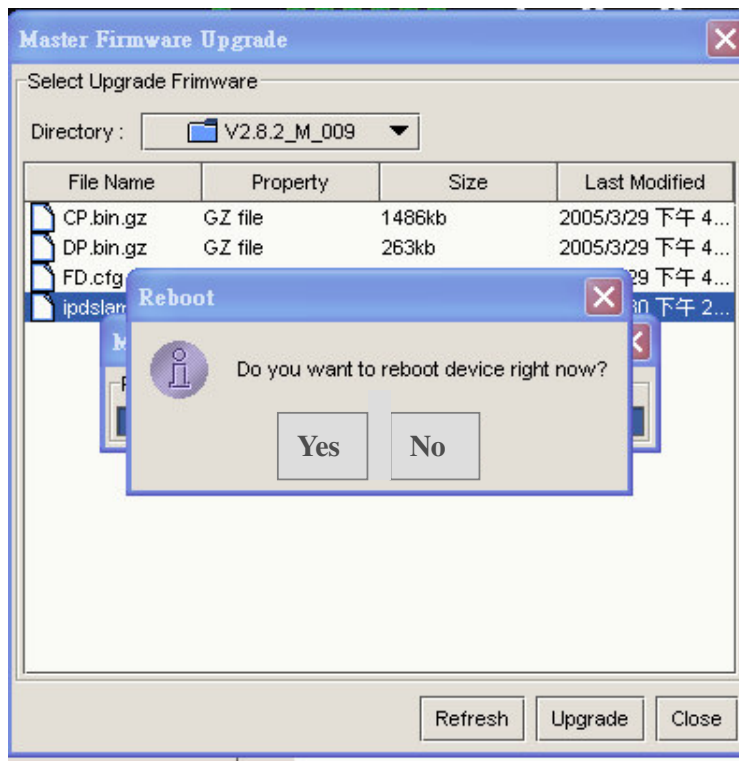 Master Firmware Upgrade
Select Upgrade Frimware
Directory : V2.8.2_M_009
File Name Property Size Last Modified
CP.bin.gz GZ file 1486kb 2005/3/29 下午 4...
DP.bin.gz GZ file 263kb 2005/3/29 下午 4...
FD.cfg 下午 4...
下午 2...
Reboot
Do you want to reboot device right now?
Yes No
Refresh Upgrade Close